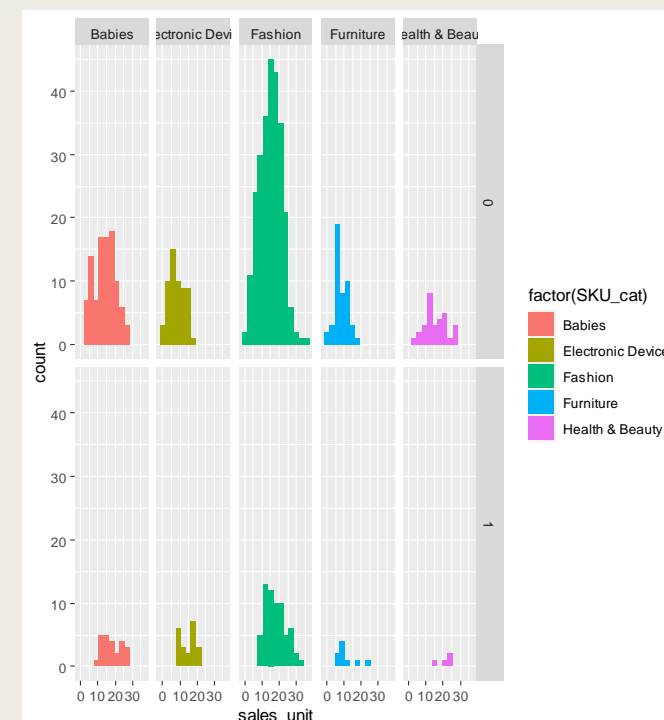 Babies
ectronic Devi
Fashion
Furniture
ealth & Beau
40
30
20
10
0
0
count
40
30
20
10
0
1
0 10 20 30
0 10 20 30
0 10 20 30
0 10 20 30
0 10 20 30
sales_unit
factor(SKU_cat)
Babies
Electronic Device
Fashion
Furniture
Health & Beauty